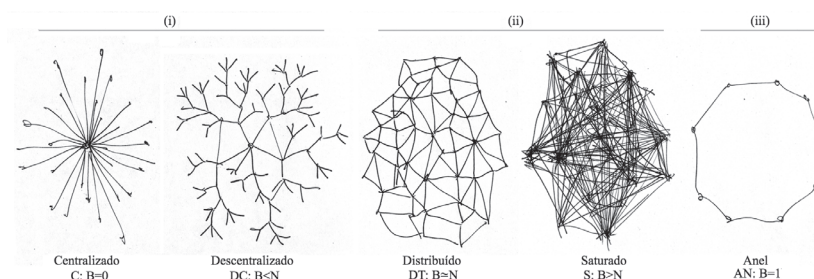 (i)
(ii)
(iii)
Centralizado
C: B=0
Descentralizado
DC: B<N
Distribuído
DT: B≃N
Saturado
S: B>N
Anel
AN: B=1